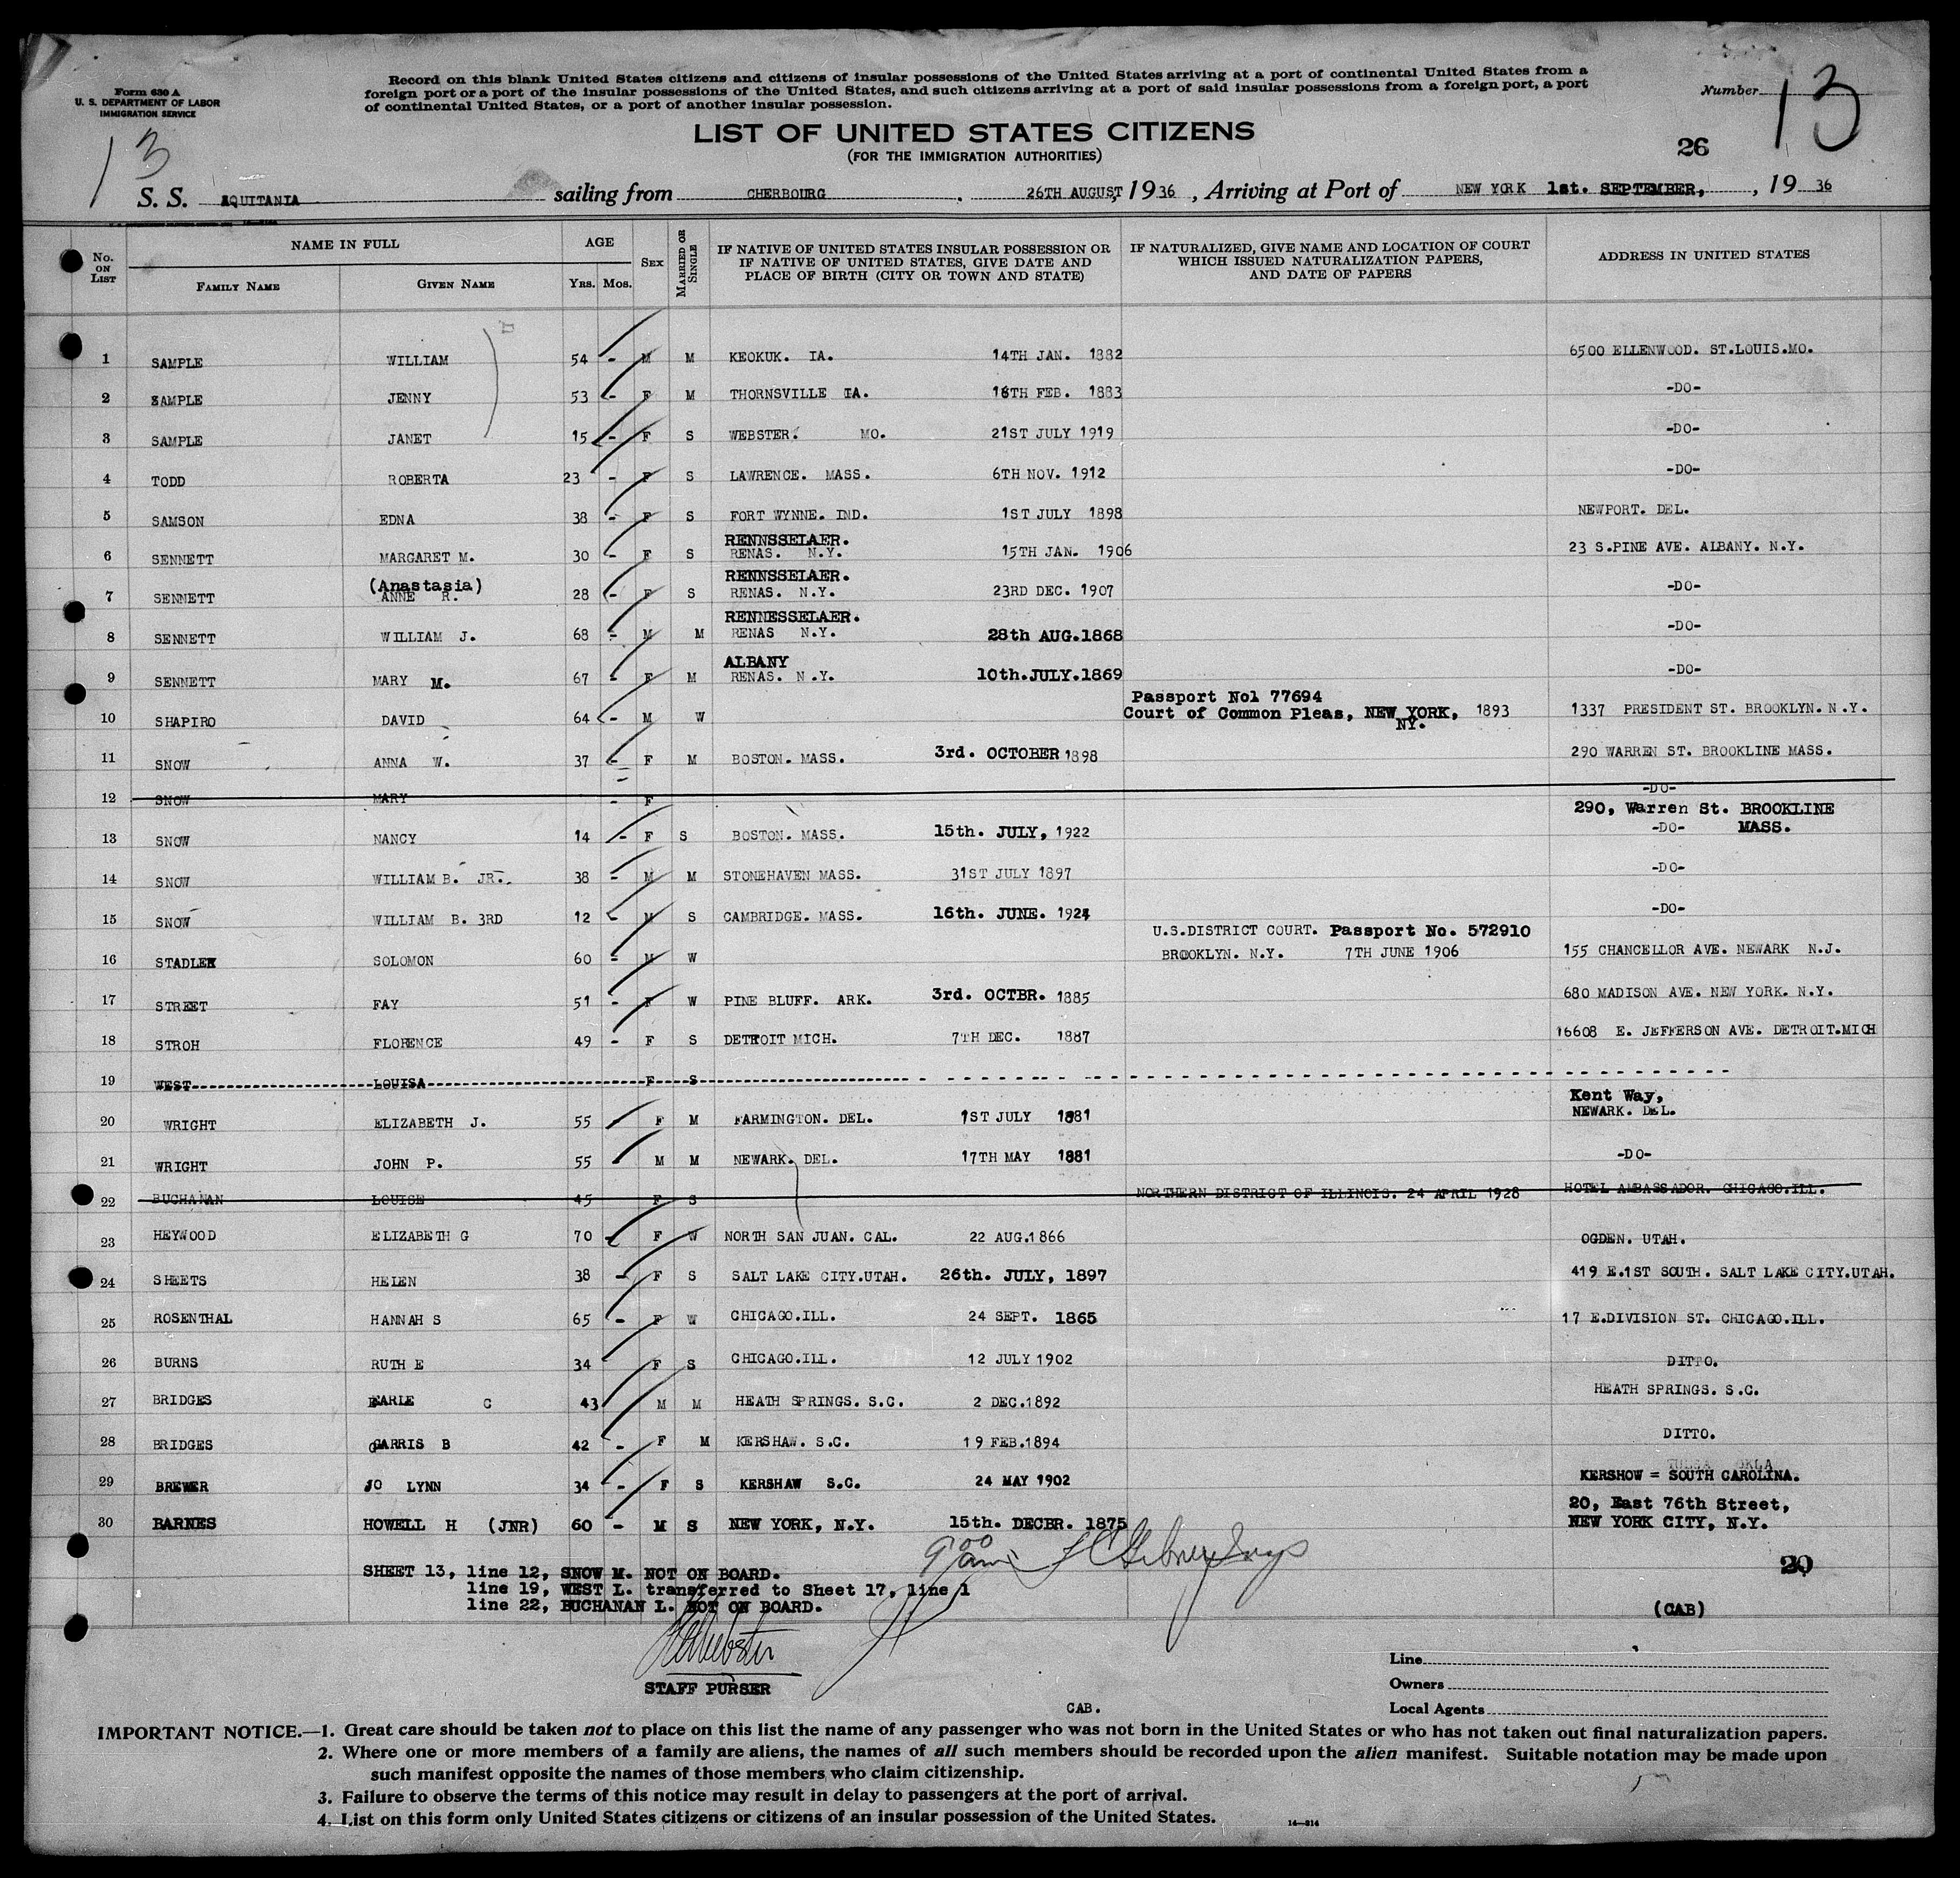 Form 630 A
U. S. DEPARTMENT OF LABOR
IMMIGRATION SERVICE
Record on this blank United States citizens and citizens of insular possessions of the United States arriving at a port of continental United States from a
foreign port or a port of the insular possessions of the United States, and such citizens arriving at a port of said insular possessions from a foreign port, a port
of continental United States, or a port of another insular possession.
Number 13
LIST OF UNITED STATES CITIZENS
(FOR THE IMMIGRATION AUTHORITIES)
26
13
S. S. AQUITANIA sailing from CHERBOURG . 26TH AUGUST, 1936 , Arriving at Port of NEW YORK 1st. SEPTEMBER, , 19 36
No. ON LIST NAME IN FULL AGE SEX MARRIED OR SINGLE IF NATIVE OF UNITED STATES INSULAR POSSESSION OR IF NATIVE OF UNITED STATES, GIVE DATE AND PLACE OF BIRTH (CITY OR TOWN AND STATE) IF NATURALIZED, GIVE NAME AND LOCATION OF COURT WHICH ISSUED NATURALIZATION PAPERS, AND DATE OF PAPERS ADDRESS IN UNITED STATES
FAMILY NAME GIVEN NAME YRS. MOS.
1 SAMPLE WILLIAM 54 - M M KEOKUK. IA. 14TH JAN. 1882 6500 ELLENWOOD. ST.LOUIS.MO.
2 SAMPLE JENNY 53 - F M THORNSVILLE IA. 16TH FEB. 1883 -DO-
3 SAMPLE JANET 15 - F S WEBSTER. MO. 21ST JULY 1919 -DO-
4 TODD ROBERTA 23 - F S LAWRENCE. MASS. 6TH NOV. 1912 -DO-
5 SAMSON EDNA 38 - F S FORT WYNNE. IND. 1ST JULY 1898 NEWPORT. DEL.
RENNSSELAER.
6 SENNETT MARGARET M. 30 - F S RENAS. N.Y. 15TH JAN. 1906 23 S.PINE AVE. ALBANY. N.Y.
(Anastasia) RENNSSELAER.
7 SENNETT ANNE R. 28 - F S RENAS. N.Y. 23RD DEC. 1907 -DO-
RENNESSELAER.
8 SENNETT WILLIAM J. 68 - M M RENAS N.Y. 28th AUG.1868 -DO-
ALBANY
9 SENNETT MARY M. 67 - F M RENAS. N.Y. 10th.JULY.1869 -DO-
Passport No1 77694
10 SHAPIRO DAVID 64 - M W Court of Common Pleas, NEW YORK, NY. 1893 1337 PRESIDENT ST. BROOKLYN. N.Y.
11 SNOW ANNA W. 37 - F M BOSTON. MASS. 3rd. OCTOBER 1898 290 WARREN ST. BROOKLINE MASS.
12 SNOW MARY - F -DO-
290, Warren St. BROOKLINE MASS.
13 SNOW NANCY 14 - F S BOSTON. MASS. 15th. JULY, 1922 -DO-
14 SNOW WILLIAM B. JR. 38 - M M STONEHAVEN MASS. 31ST JULY 1897 -DO-
15 SNOW WILLIAM B. 3RD 12 - M S CAMBRIDGE. MASS. 16th. JUNE. 1924 -DO-
U.S.DISTRICT COURT. Passport No. 572910
16 STADLER SOLOMON 60 - M W BROOKLYN. N.Y. 7TH JUNE 1906 155 CHANCELLOR AVE. NEWARK N.J.
17 STREET FAY 51 - F W PINE BLUFF. ARK. 3rd. OCTBR. 1885 680 MADISON AVE. NEW YORK. N.Y.
18 STROH FLORENCE 49 - F S DETROIT MICH. 7TH DEC. 1887 16608 E. JEFFERSON AVE. DETROIT.MICH
19 WEST LOUISA F S
Kent Way,
20 WRIGHT ELIZABETH J. 55 - F M FARMINGTON. DEL. 1ST JULY 1881 NEWARK. DEL.
21 WRIGHT JOHN P. 55 - M M NEWARK. DEL. 17TH MAY 1881 -DO-
22 BUCHANAN LOUISE 45 F S NORTHERN DISTRICT OF ILLINOIS. 24 APRIL 1928 HOTEL AMBASSADOR. CHICAGO.ILL.
23 HEYWOOD ELIZABETH G 70 F W NORTH SAN JUAN. CAL. 22 AUG.1866 OGDEN. UTAH.
24 SHEETS HELEN 38 - F S SALT LAKE CITY.UTAH. 26th. JULY, 1897 419 E.1ST SOUTH. SALT LAKE CITY.UTAH.
25 ROSENTHAL HANNAH S 65 - F W CHICAGO.ILL. 24 SEPT. 1865 17 E.DIVISION ST. CHICAGO.ILL.
26 BURNS RUTH E 34 F S CHICAGO.ILL. 12 JULY 1902 DITTO.
27 BRIDGES EARLE C 43 M M HEATH SPRINGS. S.C. 2 DEC.1892 HEATH SPRINGS. S.C.
28 BRIDGES GARRIS B 42 - F M KERSHAW. S.C. 19 FEB.1894 DITTO.
29 BREWER JO LYNN 34 - F S KERSHAW S.C. 24 MAY 1902 KERSHOW = SOUTH CAROLINA.
20, East 76th Street,
30 BARNES HOWELL H (JNR) 60 - M S NEW YORK, N.Y. 15th. DECBR. 1875 NEW YORK CITY, N.Y.
SHEET 13, line 12, SNOW M. NOT ON BOARD.
line 19, WEST L. transferred to Sheet 17, line 1
line 22, BUCHANAN L. NOT ON BOARD.
20
(CAB)
STAFF PURSER
Line
Owners
Local Agents
CAB.
IMPORTANT NOTICE.—1. Great care should be taken not to place on this list the name of any passenger who was not born in the United States or who has not taken out final naturalization papers.
2. Where one or more members of a family are aliens, the names of all such members should be recorded upon the alien manifest. Suitable notation may be made upon
such manifest opposite the names of those members who claim citizenship.
3. Failure to observe the terms of this notice may result in delay to passengers at the port of arrival.
4. List on this form only United States citizens or citizens of an insular possession of the United States.
14—814